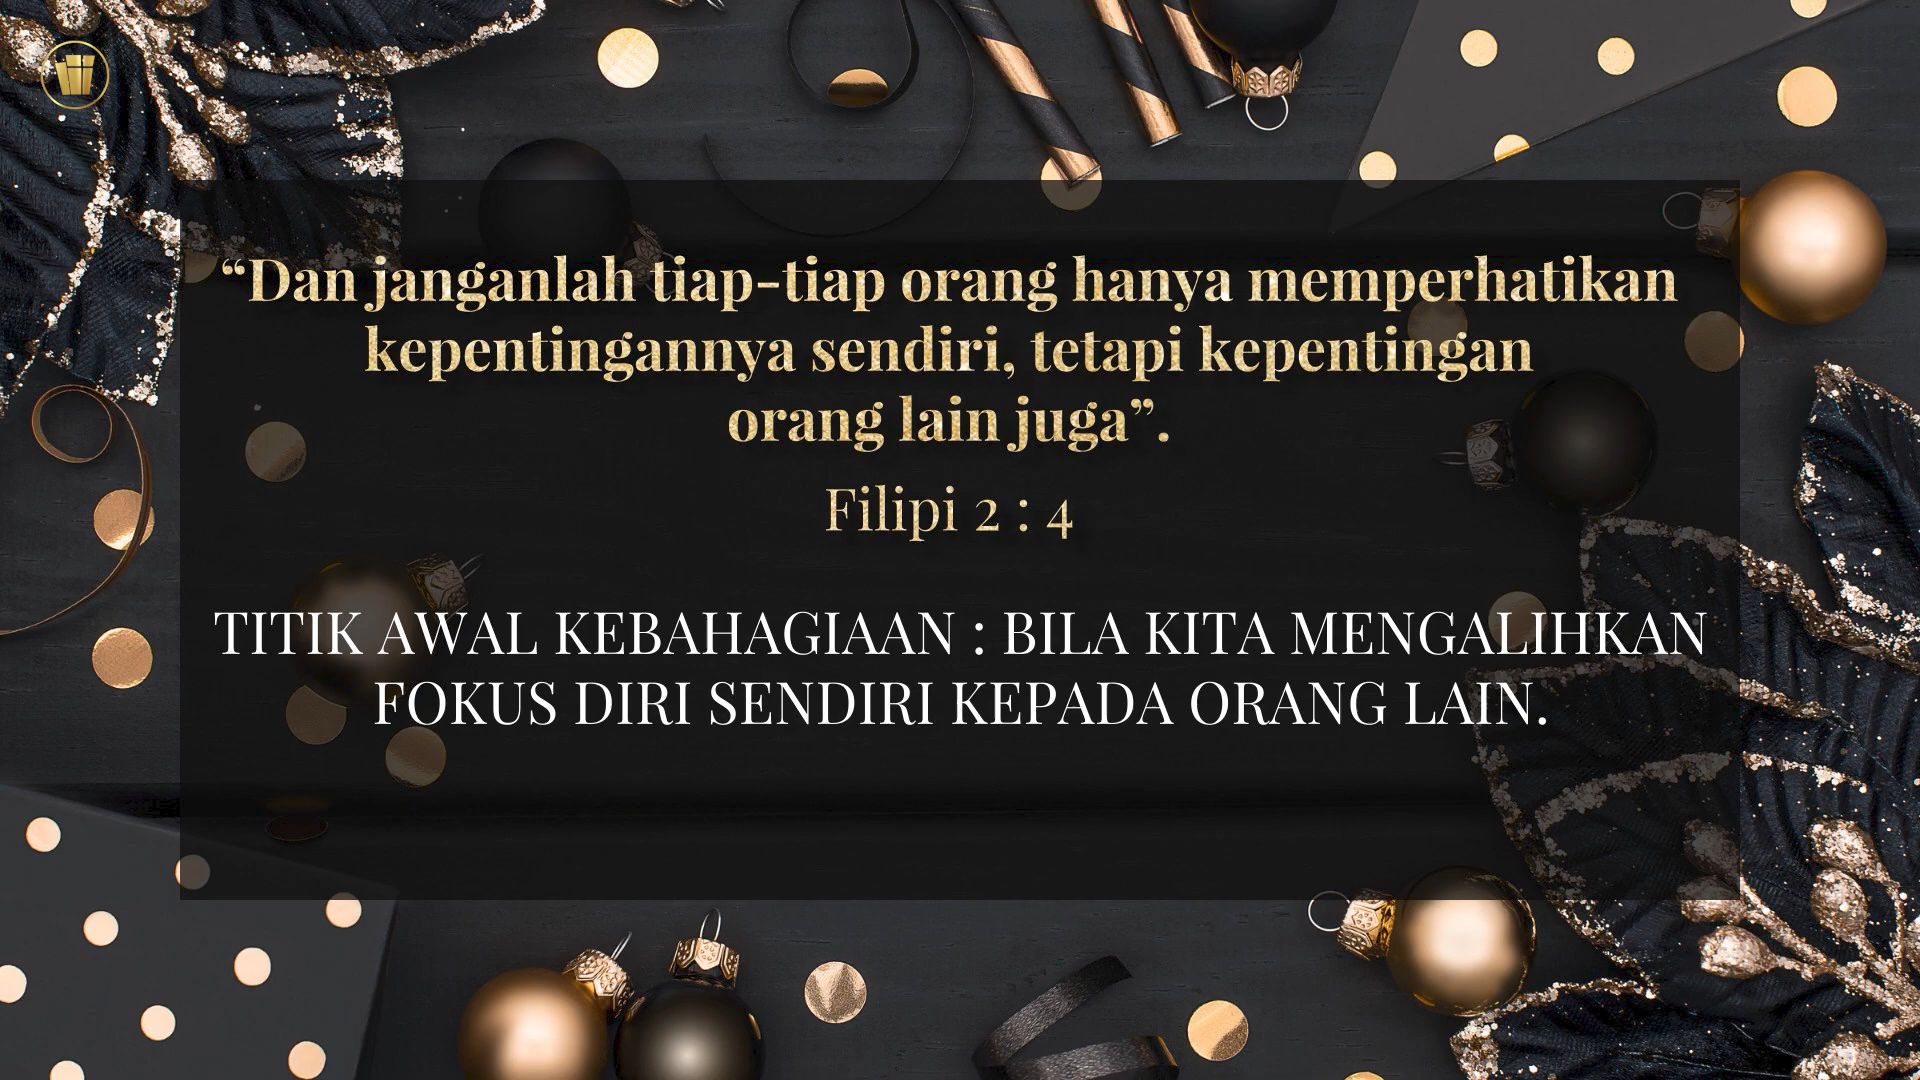 “Dan janganlah tiap-tiap orang hanya memperhatikan
kepentingannya sendiri, tetapi kepentingan
orang lain juga”.
Filipi 2 : 4
TITIK AWAL KEBAHAGIAAN : BILA KITA MENGALIHKAN
FOKUS DIRI SENDIRI KEPADA ORANG LAIN.